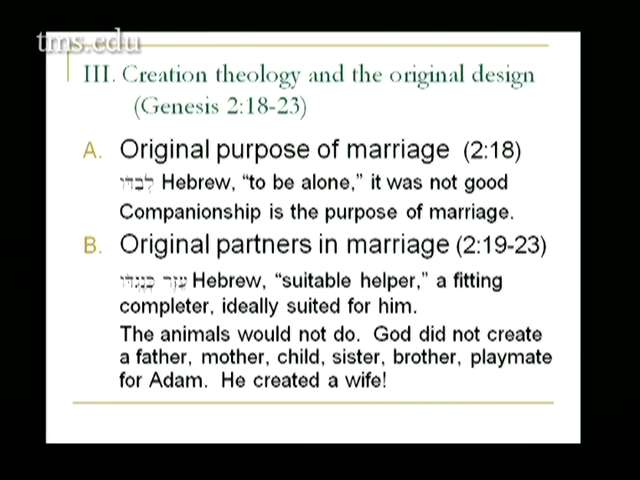 tms.edu
III. Creation theology and the original design
(Genesis 2:18-23)
A. Original purpose of marriage (2:18)
לְבַדּוֹ Hebrew, “to be alone,” it was not good
Companionship is the purpose of marriage.
B. Original partners in marriage (2:19-23)
עֵזֶר כְּנֶגְדּוֹ Hebrew, “suitable helper,” a fitting
completer, ideally suited for him.
The animals would not do. God did not create
a father, mother, child, sister, brother, playmate
for Adam. He created a wife!